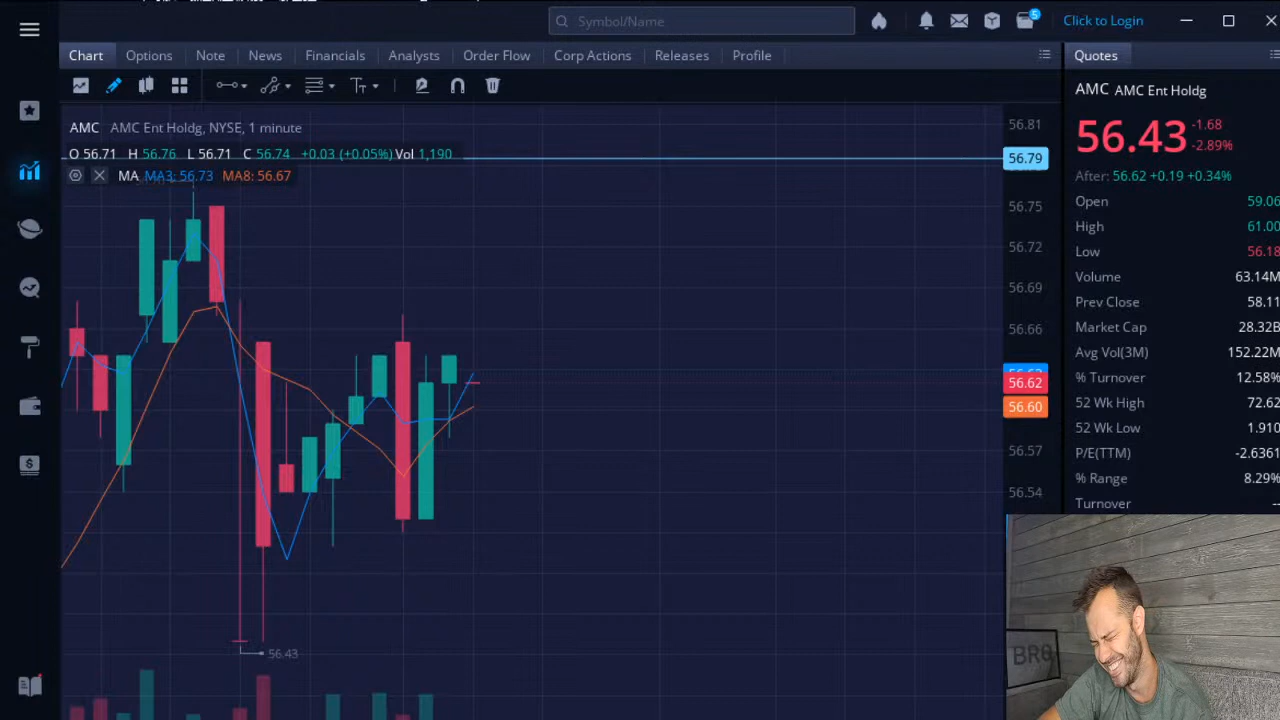 Symbol/Name
5
Click to Login
Chart Options Note News Financials Analysts Order Flow Corp Actions Releases Profile
Quotes
AMC AMC Ent Holdg, NYSE, 1 minute
O 56.71 H 56.76 L 56.71 C 56.74 +0.03 (+0.05%) Vol 1,190
MA MA3: 56.73 MA8: 56.67
56.81
56.79
56.75
56.72
56.69
56.66
56.62
56.60
56.57
56.54
56.43
AMC AMC Ent Holdg
56.43 -1.68
-2.89%
After: 56.62 +0.19 +0.34%
Open 59.06
High 61.00
Low 56.18
Volume 63.14M
Prev Close 58.11
Market Cap 28.32B
Avg Vol(3M) 152.22M
% Turnover 12.58%
52 Wk High 72.62
52 Wk Low 1.910
P/E(TTM) -2.6361
% Range 8.29%
Turnover --
BRO